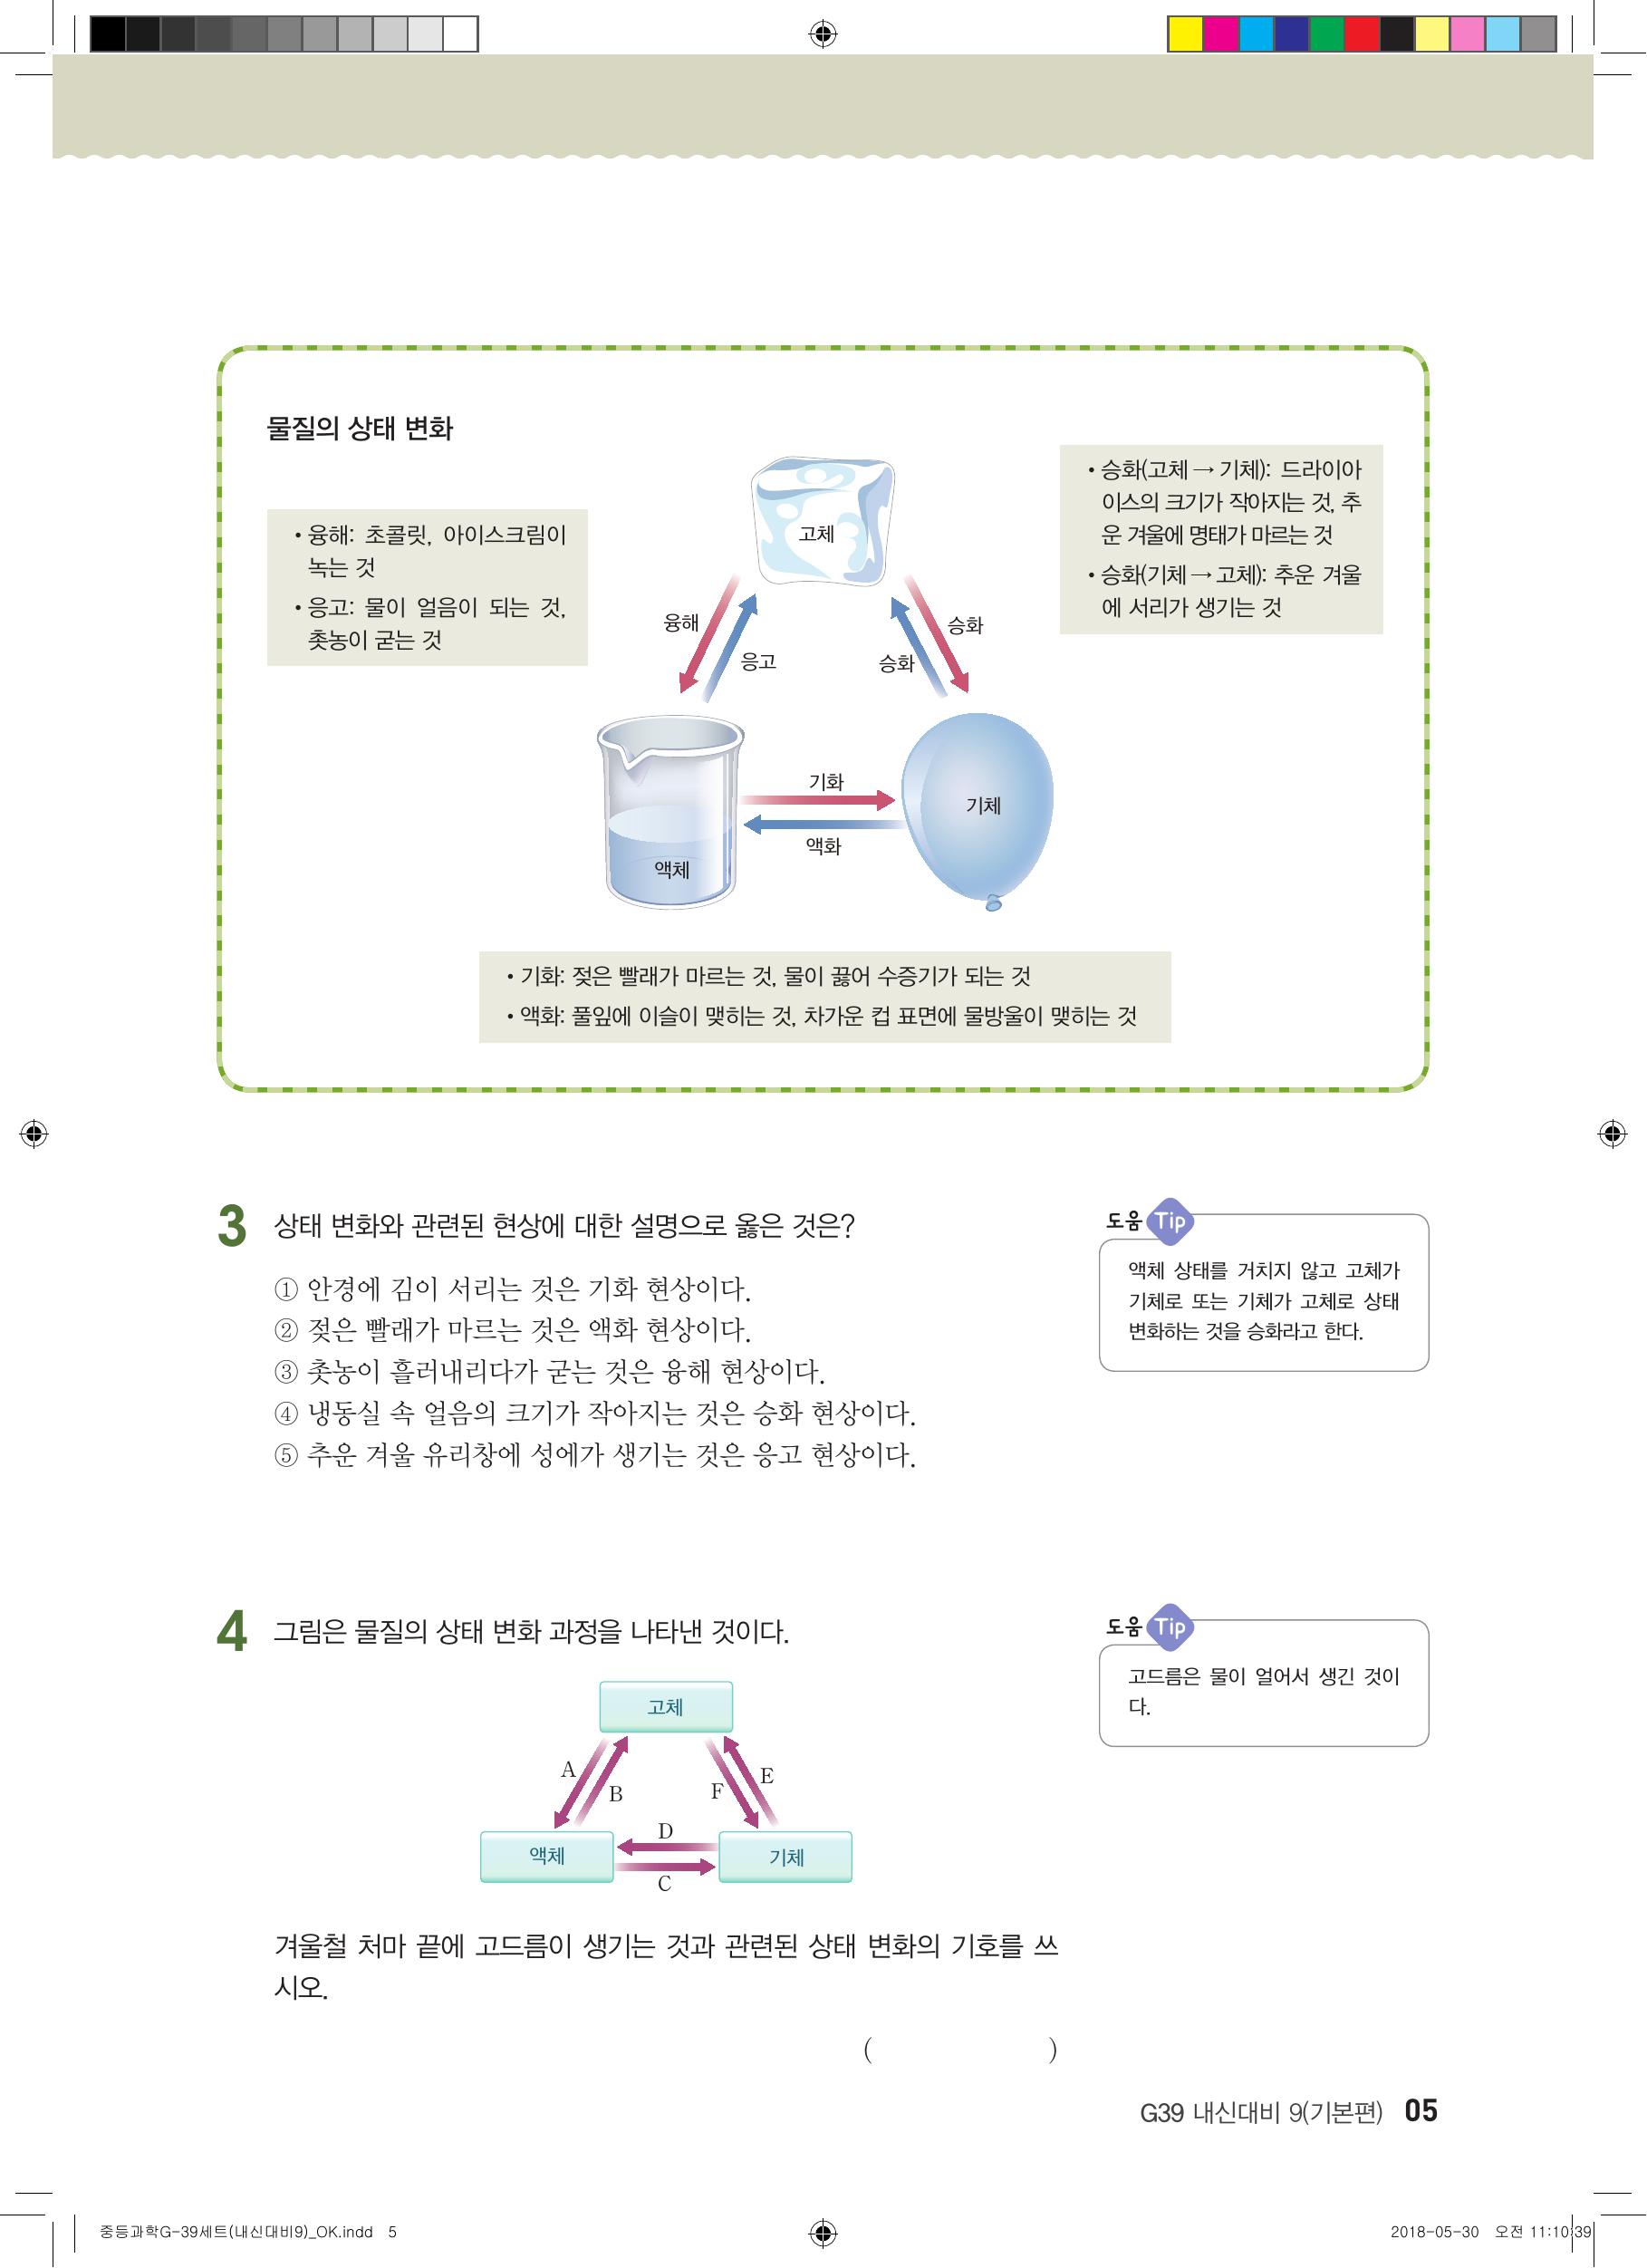 물질의 상태 변화
• 융해: 초콜릿, 아이스크림이
녹는 것
• 응고: 물이 얼음이 되는 것,
촛농이 굳는 것
• 승화(고체 → 기체): 드라이아
이스의 크기가 작아지는 것, 추
운 겨울에 명태가 마르는 것
• 승화(기체 → 고체): 추운 겨울
에 서리가 생기는 것
고체
융해
응고
승화
승화
기화
액화
액체
기체
• 기화: 젖은 빨래가 마르는 것, 물이 끓어 수증기가 되는 것
• 액화: 풀잎에 이슬이 맺히는 것, 차가운 컵 표면에 물방울이 맺히는 것
3 상태 변화와 관련된 현상에 대한 설명으로 옳은 것은?
① 안경에 김이 서리는 것은 기화 현상이다.
② 젖은 빨래가 마르는 것은 액화 현상이다.
③ 촛농이 흘러내리다가 굳는 것은 융해 현상이다.
④ 냉동실 속 얼음의 크기가 작아지는 것은 승화 현상이다.
⑤ 추운 겨울 유리창에 성에가 생기는 것은 응고 현상이다.
도움 Tip
액체 상태를 거치지 않고 고체가
기체로 또는 기체가 고체로 상태
변화하는 것을 승화라고 한다.
4 그림은 물질의 상태 변화 과정을 나타낸 것이다.
고체
A
B
F
E
D
C
액체
기체
도움 Tip
고드름은 물이 얼어서 생긴 것이
다.
겨울철 처마 끝에 고드름이 생기는 것과 관련된 상태 변화의 기호를 쓰
시오.
( )
G39 내신대비 9(기본편) 05
중등과학G-39세트(내신대비9)_OK.indd 5
2018-05-30 오전 11:10:39